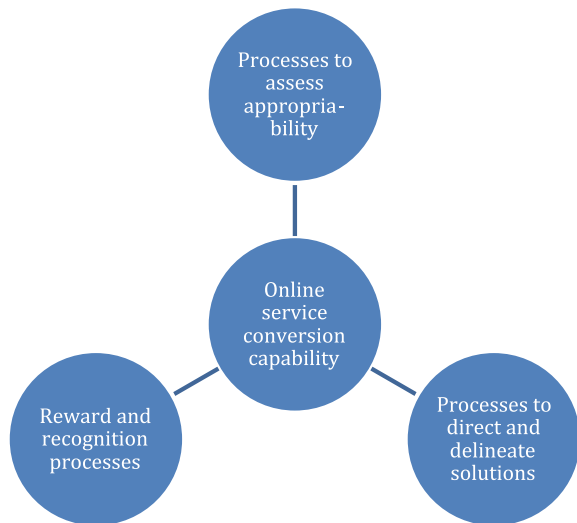 Processes to
assess
appropria-
bility
Online
service
conversion
capability
Reward and
recognition
processes
Processes to
direct and
delineate
solutions